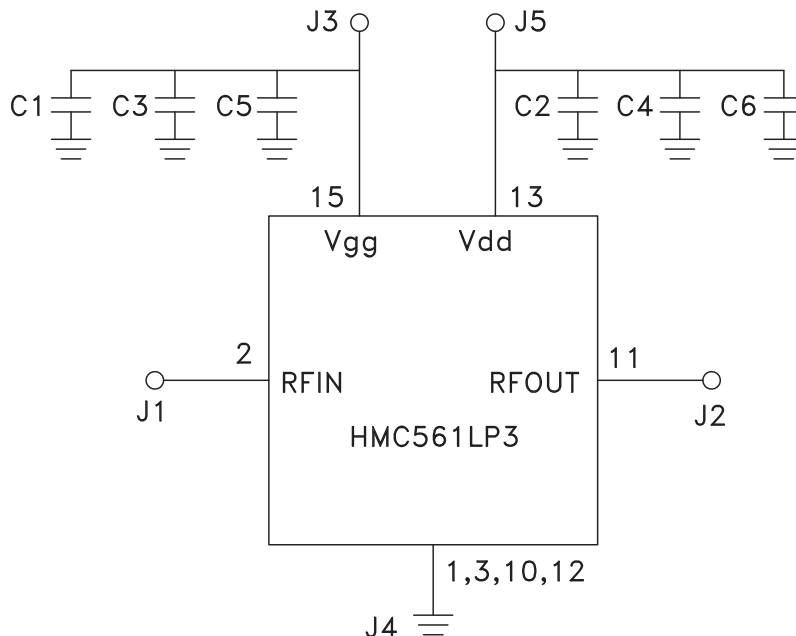 J3 J5
C1 C3 C5 C2 C4 C6
15 13
Vgg Vdd
2 11
RFIN RFOUT
J1 J2
HMC561LP3
1,3,10,12
J4